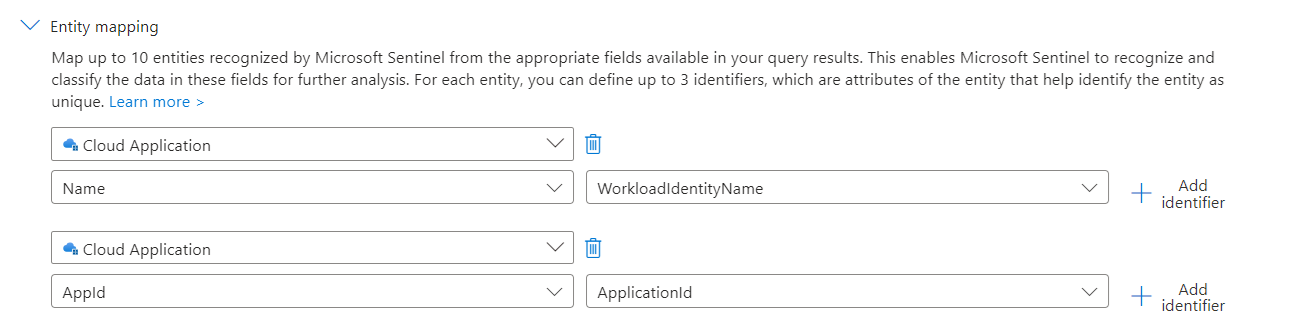 Entity mapping
Map up to 10 entities recognized by Microsoft Sentinel from the appropriate fields available in your query results. This enables Microsoft Sentinel to recognize and
classify the data in these fields for further analysis. For each entity, you can define up to 3 identifiers, which are attributes of the entity that help identify the entity as
unique. Learn more >
Cloud Application
Name
WorkloadIdentityName
Add
identifier
Cloud Application
AppId
ApplicationId
Add
identifier